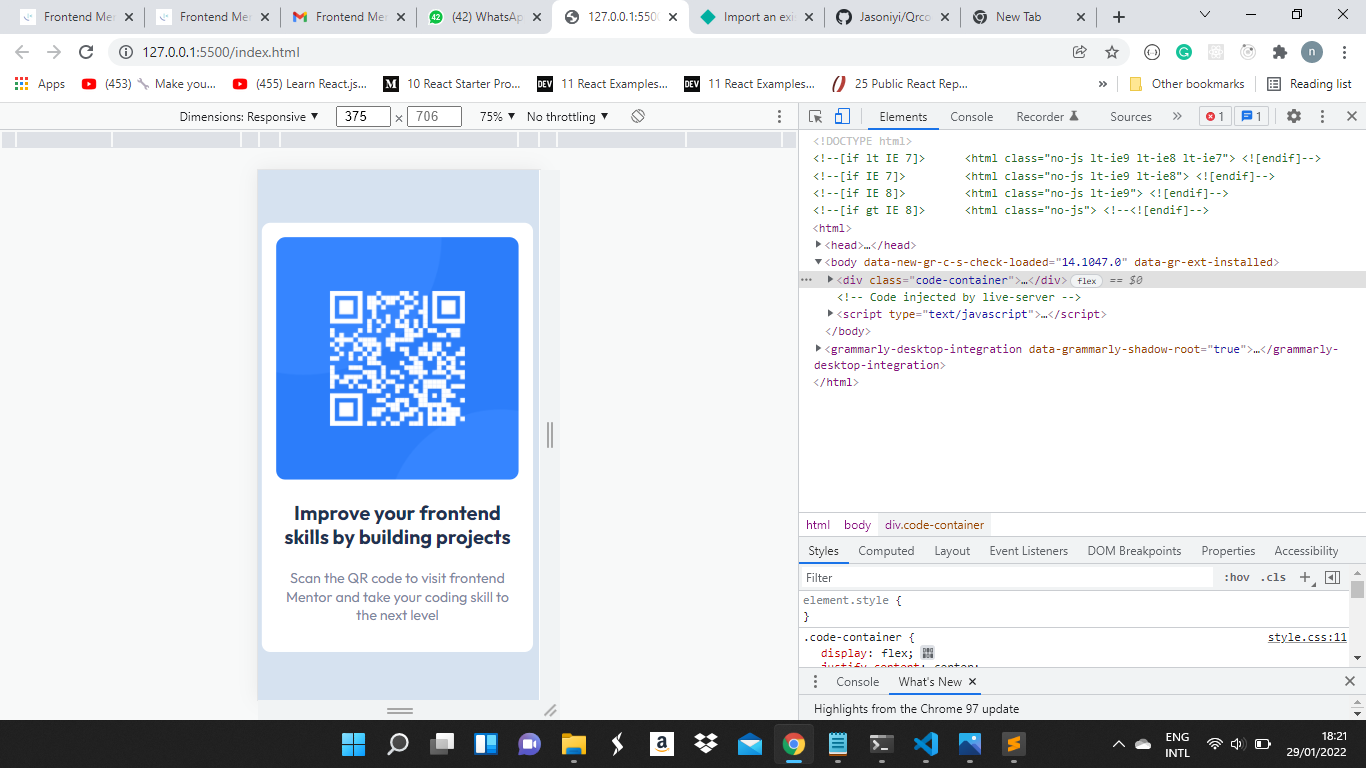 Frontend Me
Frontend Me
Frontend Me
(42) WhatsAp
127.0.0.1:550
Import an exi
Jasoniyi/Qrco
New Tab
127.0.0.1:5500/index.html
n
Apps
(453) 🔧 Make you...
(455) Learn React.js...
10 React Starter Pro...
DEV
11 React Examples...
DEV
11 React Examples...
25 Public React Rep...
»
Other bookmarks
Reading list
Dimensions: Responsive ▼
375 × 706
75% ▼
No throttling ▼
Elements
Console
Recorder
Sources
»
1
1
<!DOCTYPE html>
<!--[if lt IE 7]>      <html class="no-js lt-ie9 lt-ie8 lt-ie7"> <![endif]-->
<!--[if IE 7]>         <html class="no-js lt-ie9 lt-ie8"> <![endif]-->
<!--[if IE 8]>         <html class="no-js lt-ie9"> <![endif]-->
<!--[if gt IE 8]>      <html class="no-js"> <!--<![endif]-->
<html>
<head>…</head>
<body data-new-gr-c-s-check-loaded="14.1047.0" data-gr-ext-installed>
<div class="code-container">…</div> flex == $0
<!-- Code injected by live-server -->
<script type="text/javascript">…</script>
</body>
<grammarly-desktop-integration data-grammarly-shadow-root="true">…</grammarly-
desktop-integration>
</html>
Improve your frontend
skills by building projects
Scan the QR code to visit frontend
Mentor and take your coding skill to
the next level
html body div.code-container
Styles
Computed
Layout
Event Listeners
DOM Breakpoints
Properties
Accessibility
Filter
:hov .cls +
element.style {
}
.code-container {
style.css:11
display: flex;
justify-content: center;
Console
What's New ×
Highlights from the Chrome 97 update
ENG
INTL
18:21
29/01/2022